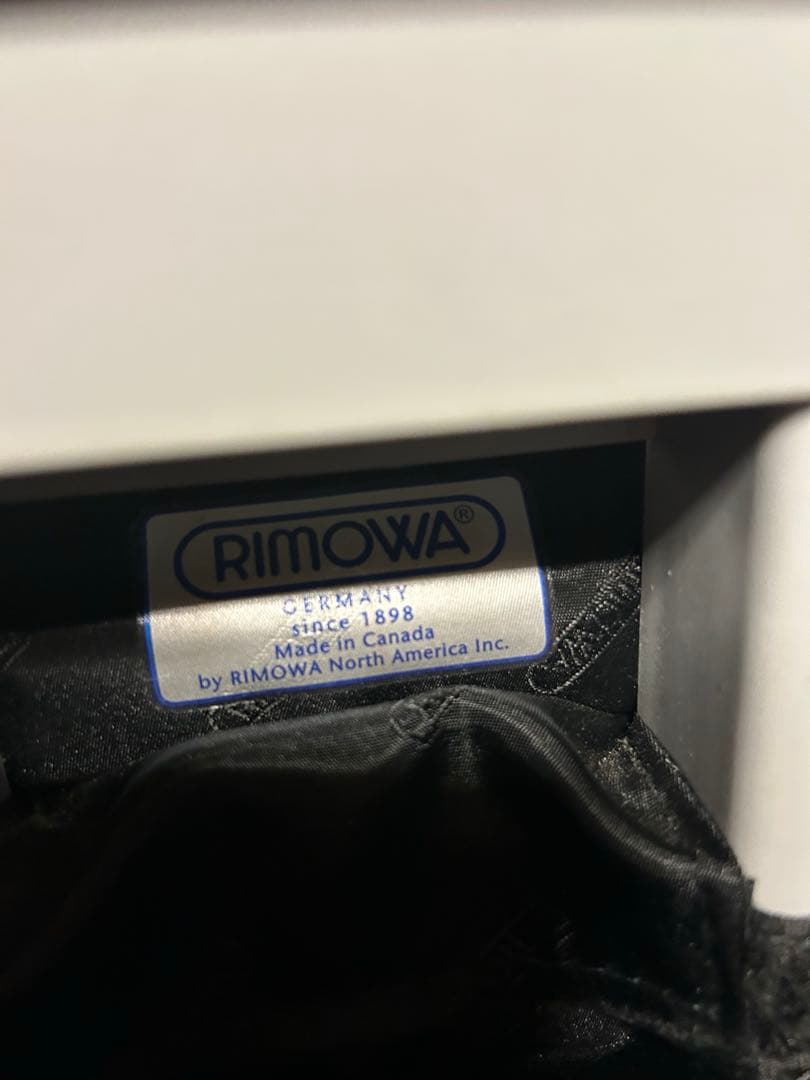 RIMOWA®
GERMANY
since 1898
Made in Canada
by RIMOWA North America Inc.